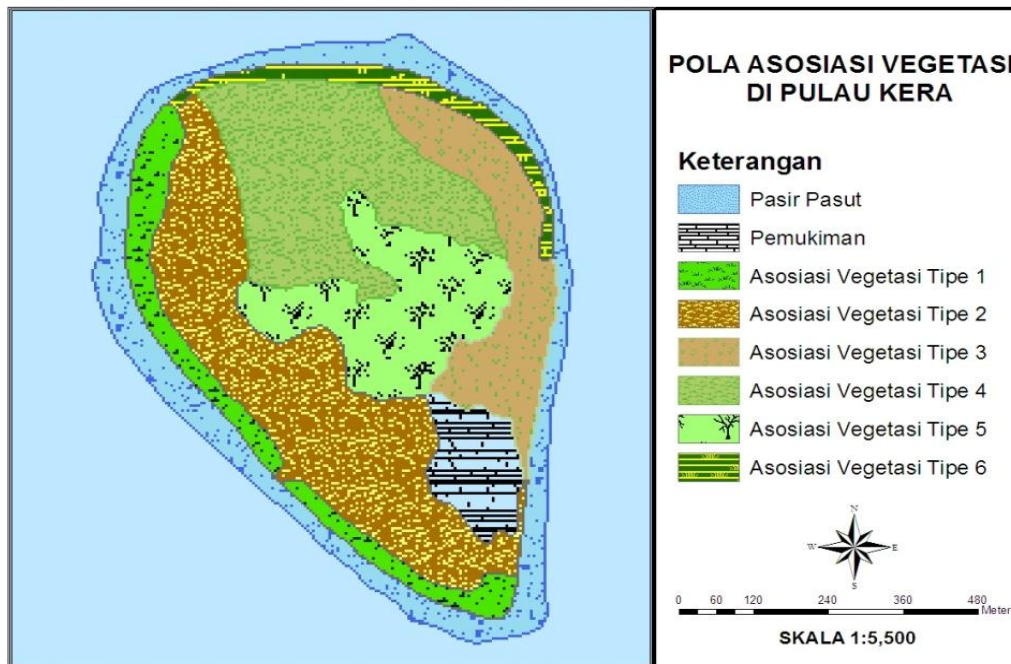 POLA ASOSIASI VEGETASI
DI PULAU KERA
Keterangan
Pasir Pasut
Pemukiman
Asosiasi Vegetasi Tipe 1
Asosiasi Vegetasi Tipe 2
Asosiasi Vegetasi Tipe 3
Asosiasi Vegetasi Tipe 4
Asosiasi Vegetasi Tipe 5
Asosiasi Vegetasi Tipe 6
N
W E
S
0 60 120 240 360 480
Meter
SKALA 1:5,500